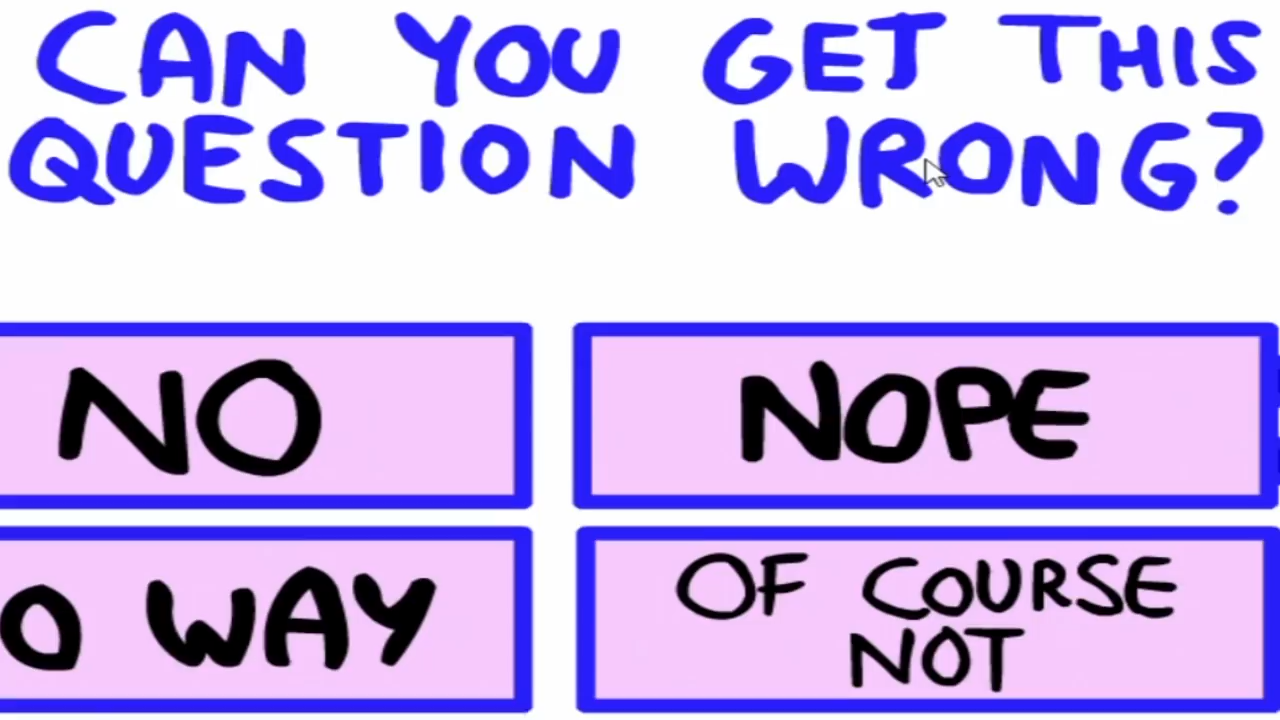 CAN YOU GET THIS
QUESTION WRONG?
NO
NOPE
O WAY
OF COURSE
NOT